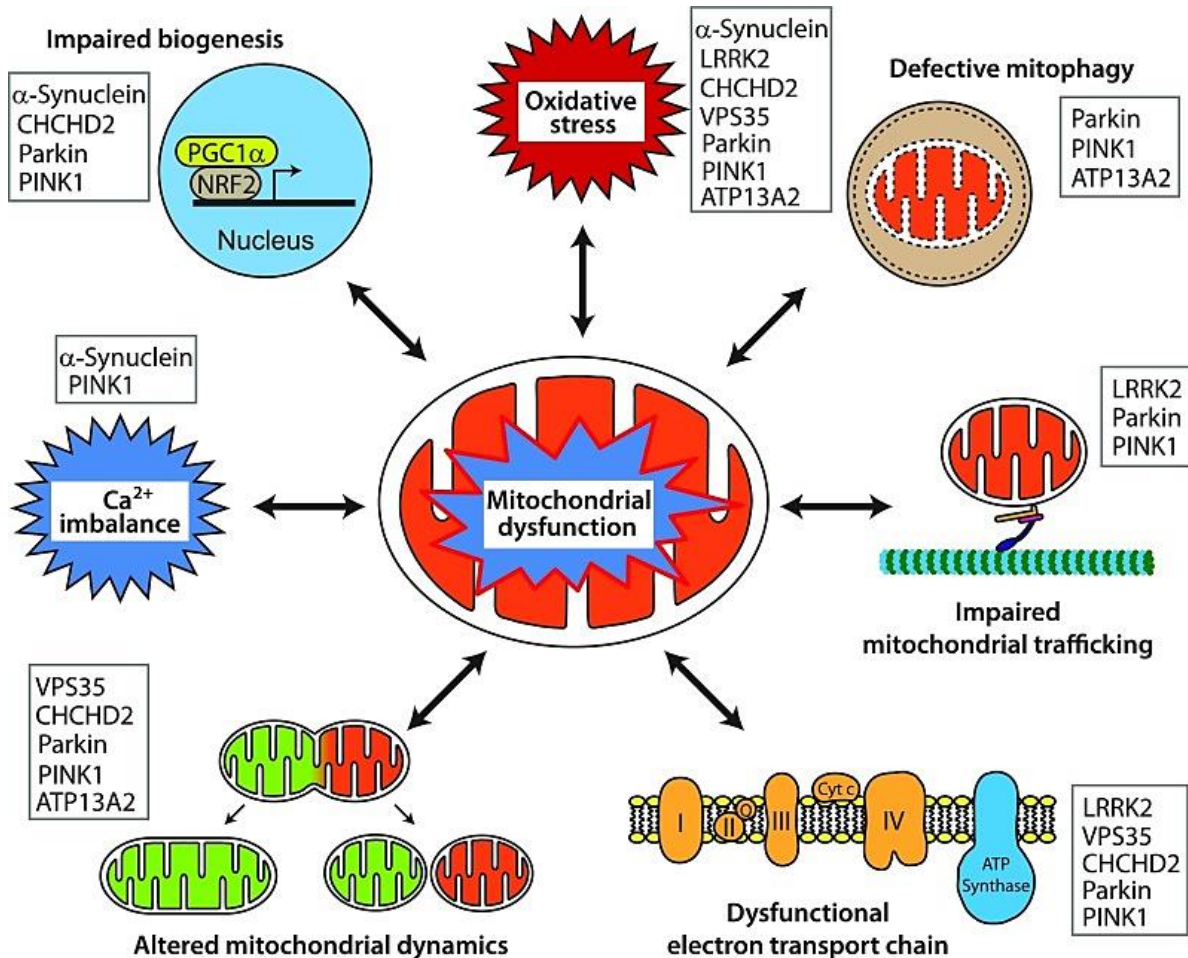 Impaired biogenesis
α-Synuclein
CHCHD2
Parkin
PINK1
PGC1α
NRF2
Nucleus
Oxidative
stress
α-Synuclein
LRRK2
CHCHD2
VPS35
Parkin
PINK1
ATP13A2
Defective mitophagy
Parkin
PINK1
ATP13A2
α-Synuclein
PINK1
Ca²⁺
imbalance
Mitochondrial
dysfunction
LRRK2
Parkin
PINK1
Impaired
mitochondrial trafficking
VPS35
CHCHD2
Parkin
PINK1
ATP13A2
Altered mitochondrial dynamics
I
II
Q
III
Cyt c
IV
ATP
Synthase
LRRK2
VPS35
CHCHD2
Parkin
PINK1
Dysfunctional
electron transport chain